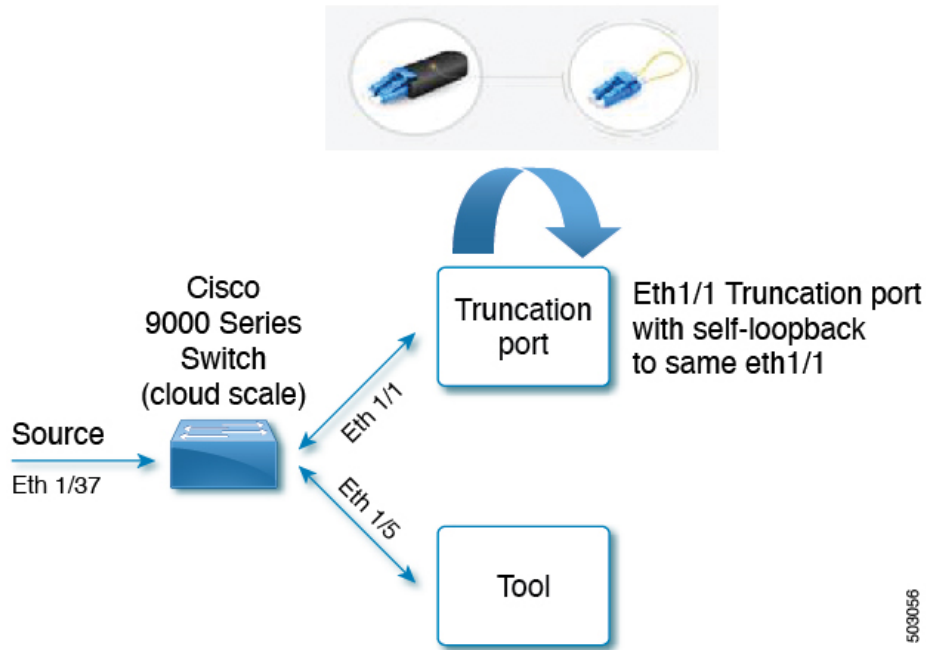 Cisco
9000 Series
Switch
(cloud scale)
Source
Eth 1/37
Eth 1/1
Truncation
port
Eth1/1 Truncation port
with self-loopback
to same eth1/1
Eth 1/5
Tool
503056